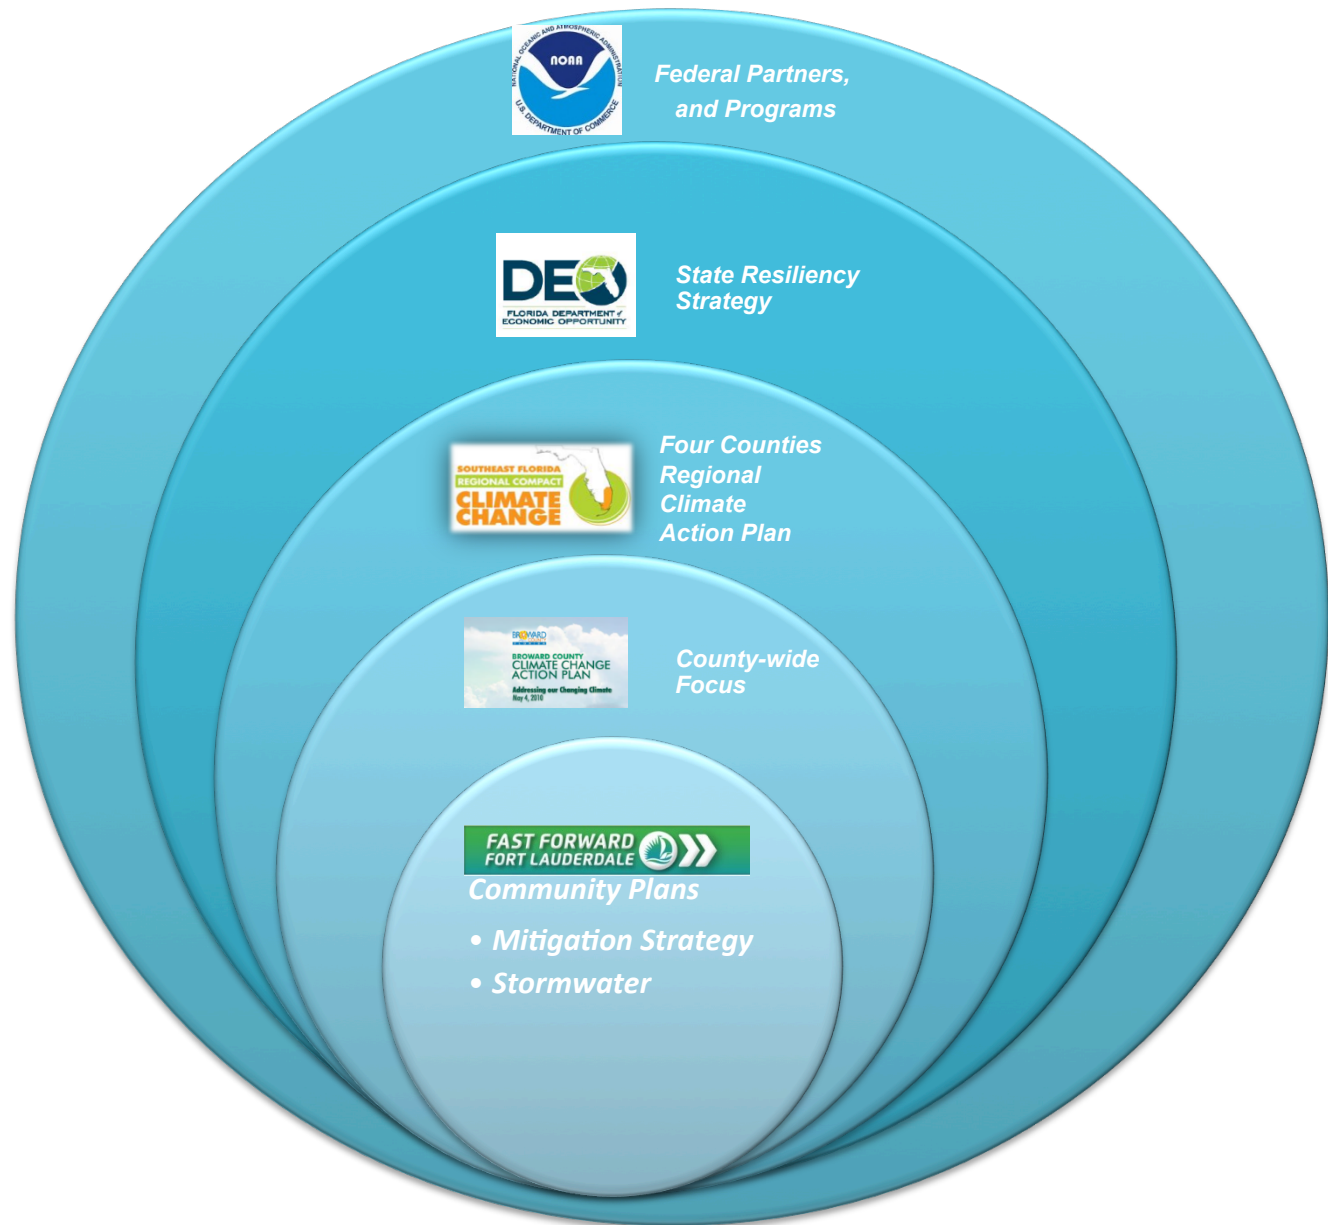 NATIONAL OCEANIC AND ATMOSPHERIC ADMINISTRATION
NOAA
U.S. DEPARTMENT OF COMMERCE
Federal Partners,
and Programs
DEO
FLORIDA DEPARTMENT of
ECONOMIC OPPORTUNITY
State Resiliency
Strategy
SOUTHEAST FLORIDA
REGIONAL COMPACT
CLIMATE
CHANGE
Four Counties
Regional
Climate
Action Plan
BROWARD
BROWARD COUNTY
CLIMATE CHANGE
ACTION PLAN
Addressing our Changing Climate
May 4, 2010
County-wide
Focus
FAST FORWARD
FORT LAUDERDALE
Community Plans
• Mitigation Strategy
• Stormwater